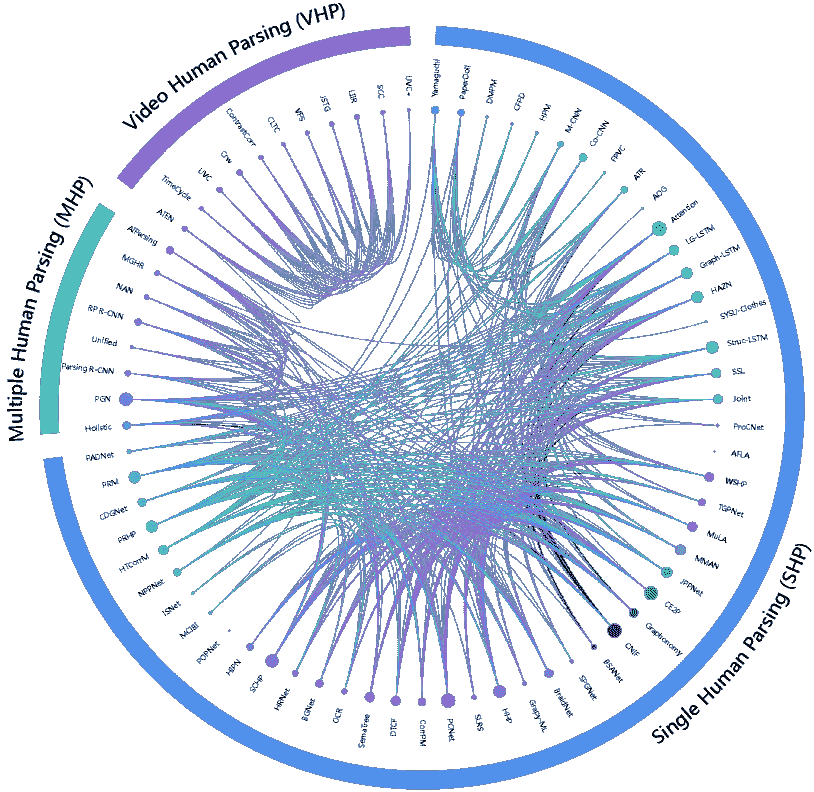 Video Human Parsing (VHP)
Multiple Human Parsing (MHP)
Single Human Parsing (SHP)
Yamaguchi
PaperDoll
DMPM
CFPD
HPM
M-CNN
Co-CNN
FPVC
ATR
AOG
Attention
LG-LSTM
Graph-LSTM
HAZN
SYSU-Clothes
Struc-LSTM
SSL
Joint
ProCNet
AFLA
WSHP
TGPNet
MuLA
MMAN
JPPNet
CE2P
Graphonomy
CNIF
BSANet
SPGNet
BraidNet
Grapy-ML
HHP
SLRS
PCNet
CorrPM
DTCF
SemaTree
OCR
BGNet
HRNet
SCHP
HIPN
POPNet
MCIBI
ISNet
NPPNet
HTCorrM
PRHP
CDGNet
PRM
PADNet
Holistic
PGN
Parsing R-CNN
Unified
RP R-CNN
NAN
MGHR
AIParsing
ATEN
TimeCycle
UVC
Crw
ContrastCorr
CLTC
VFS
JSTG
LIIR
SCC
UVC+